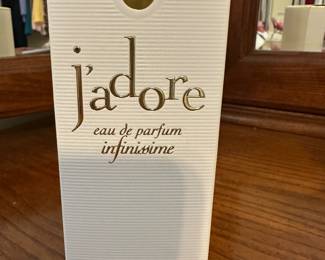 j'adore
eau de parfum
infinissime